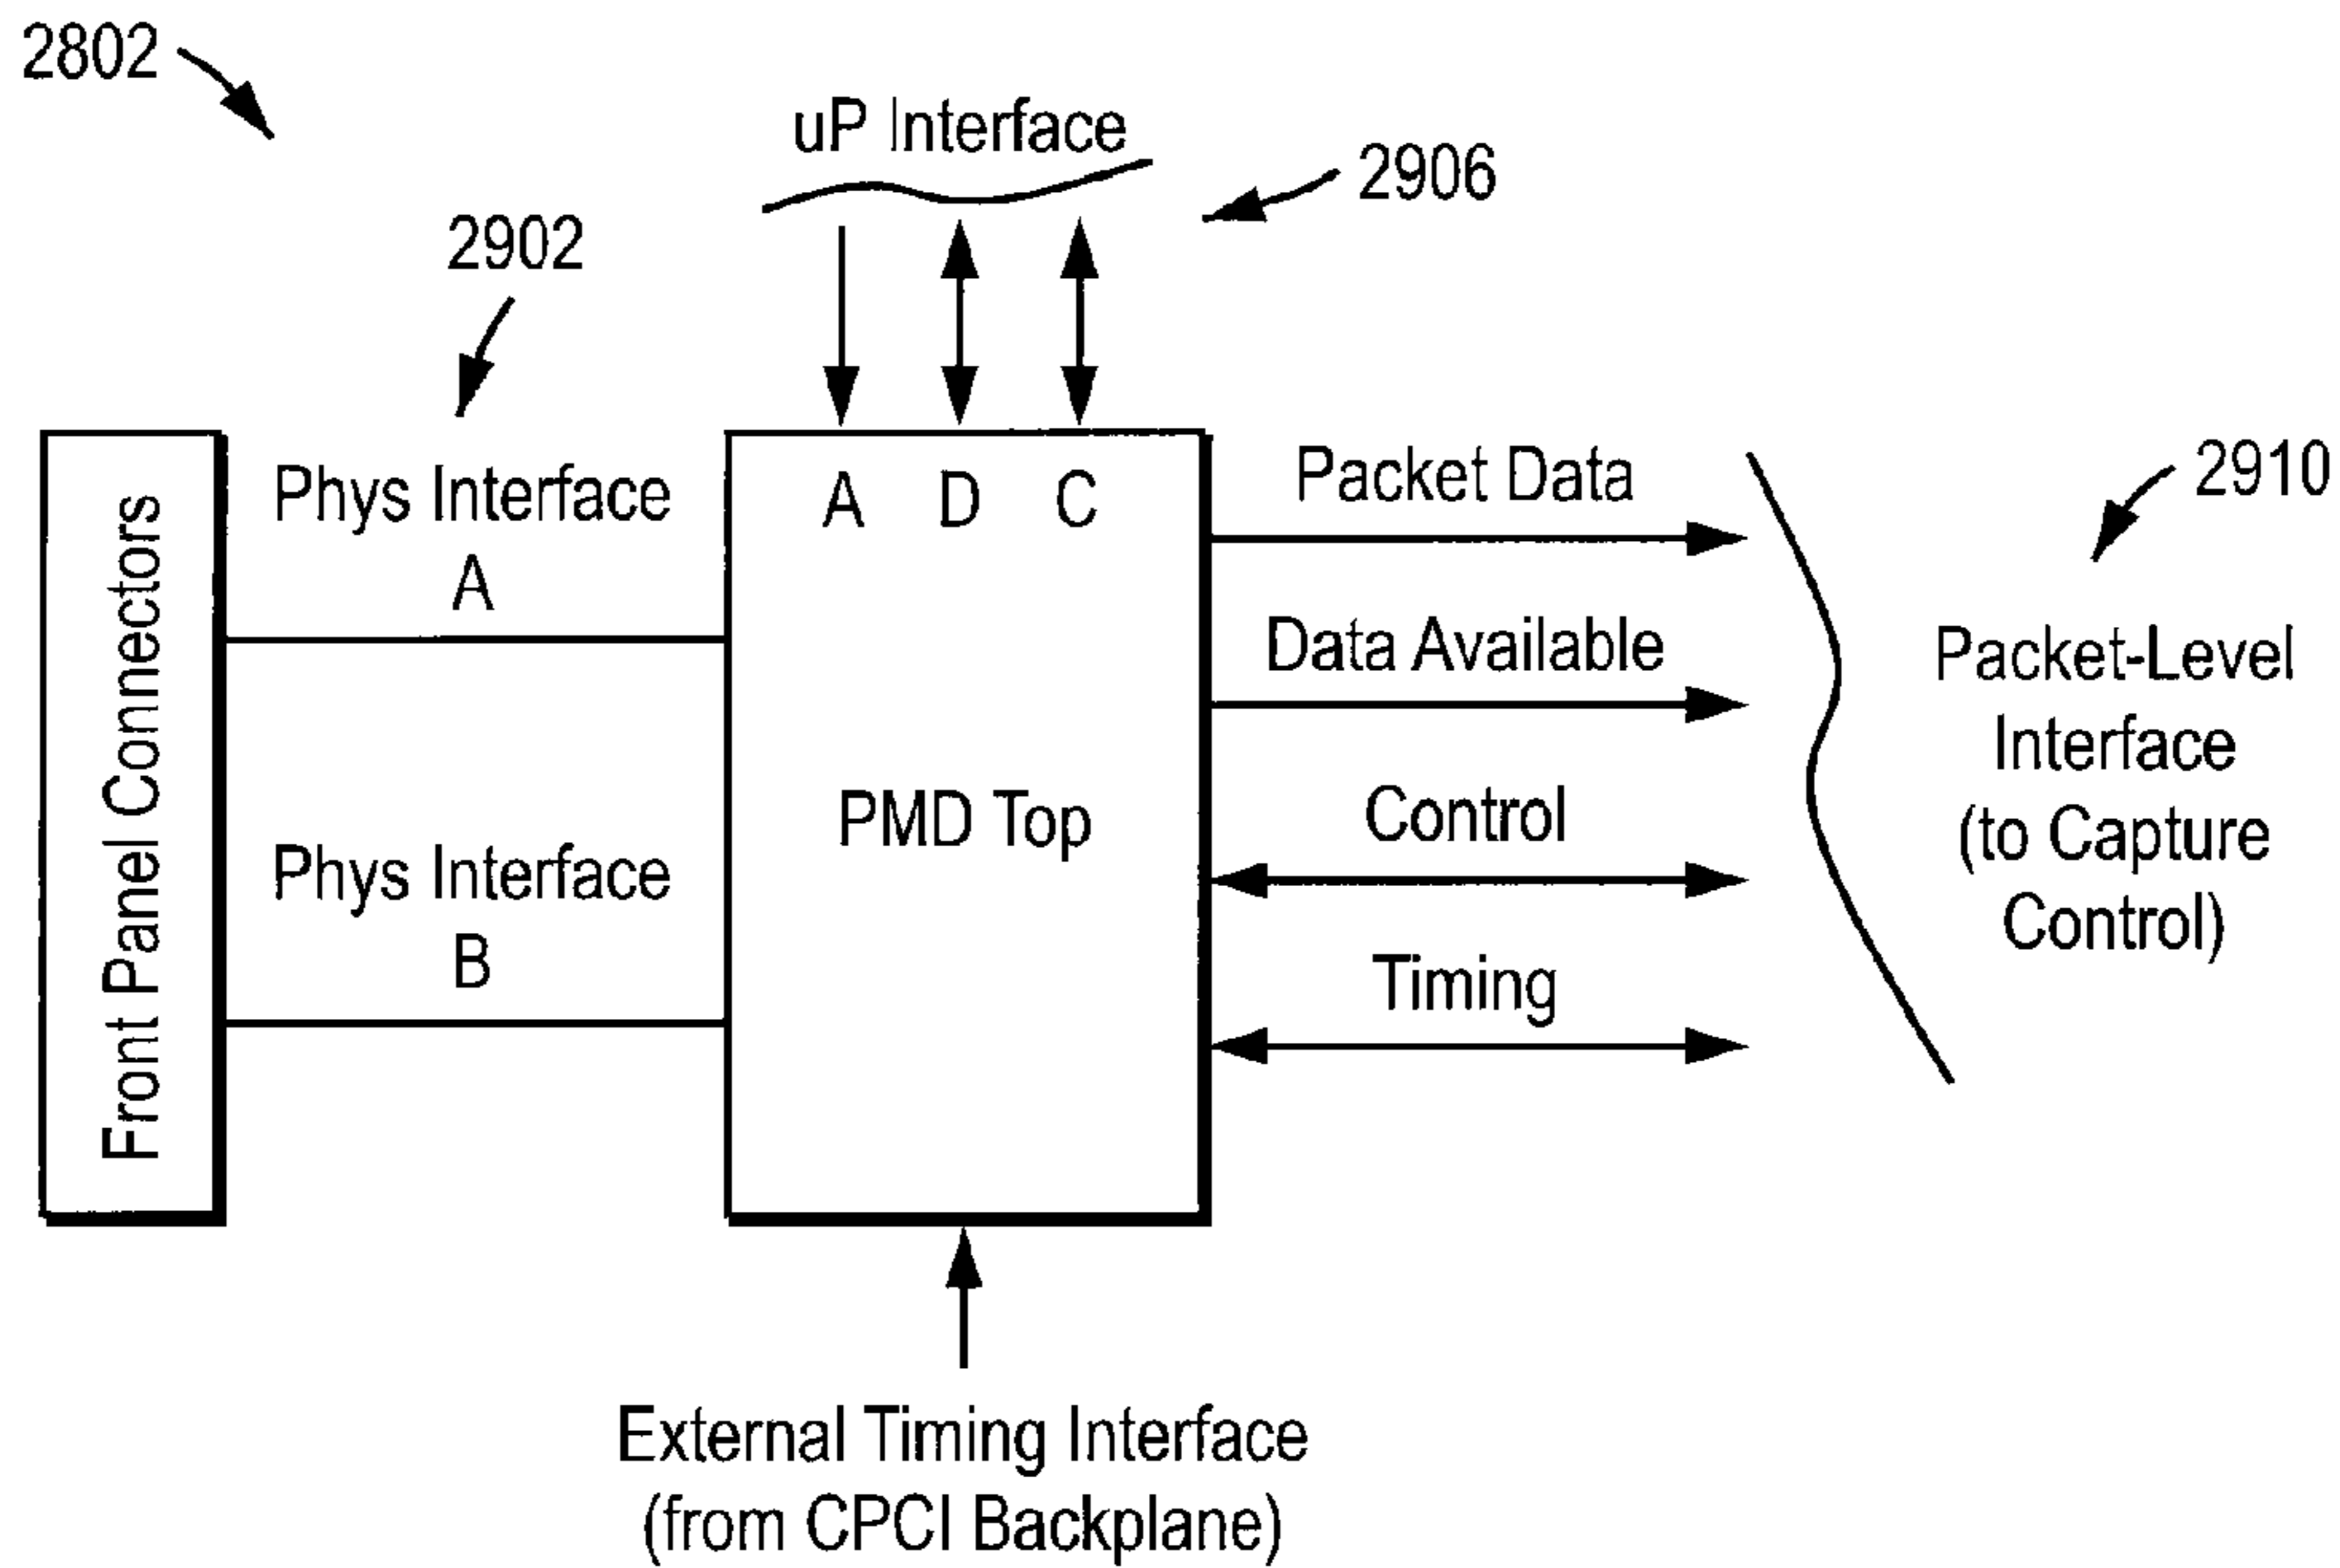 2802
uP Interface
2906
2902
Front Panel Connectors
Phys Interface
A
A D C
Packet Data
2910
Data Available
Packet-Level
Interface
(to Capture
Control)
PMD Top
Control
Phys Interface
B
Timing
External Timing Interface
(from CPCI Backplane)